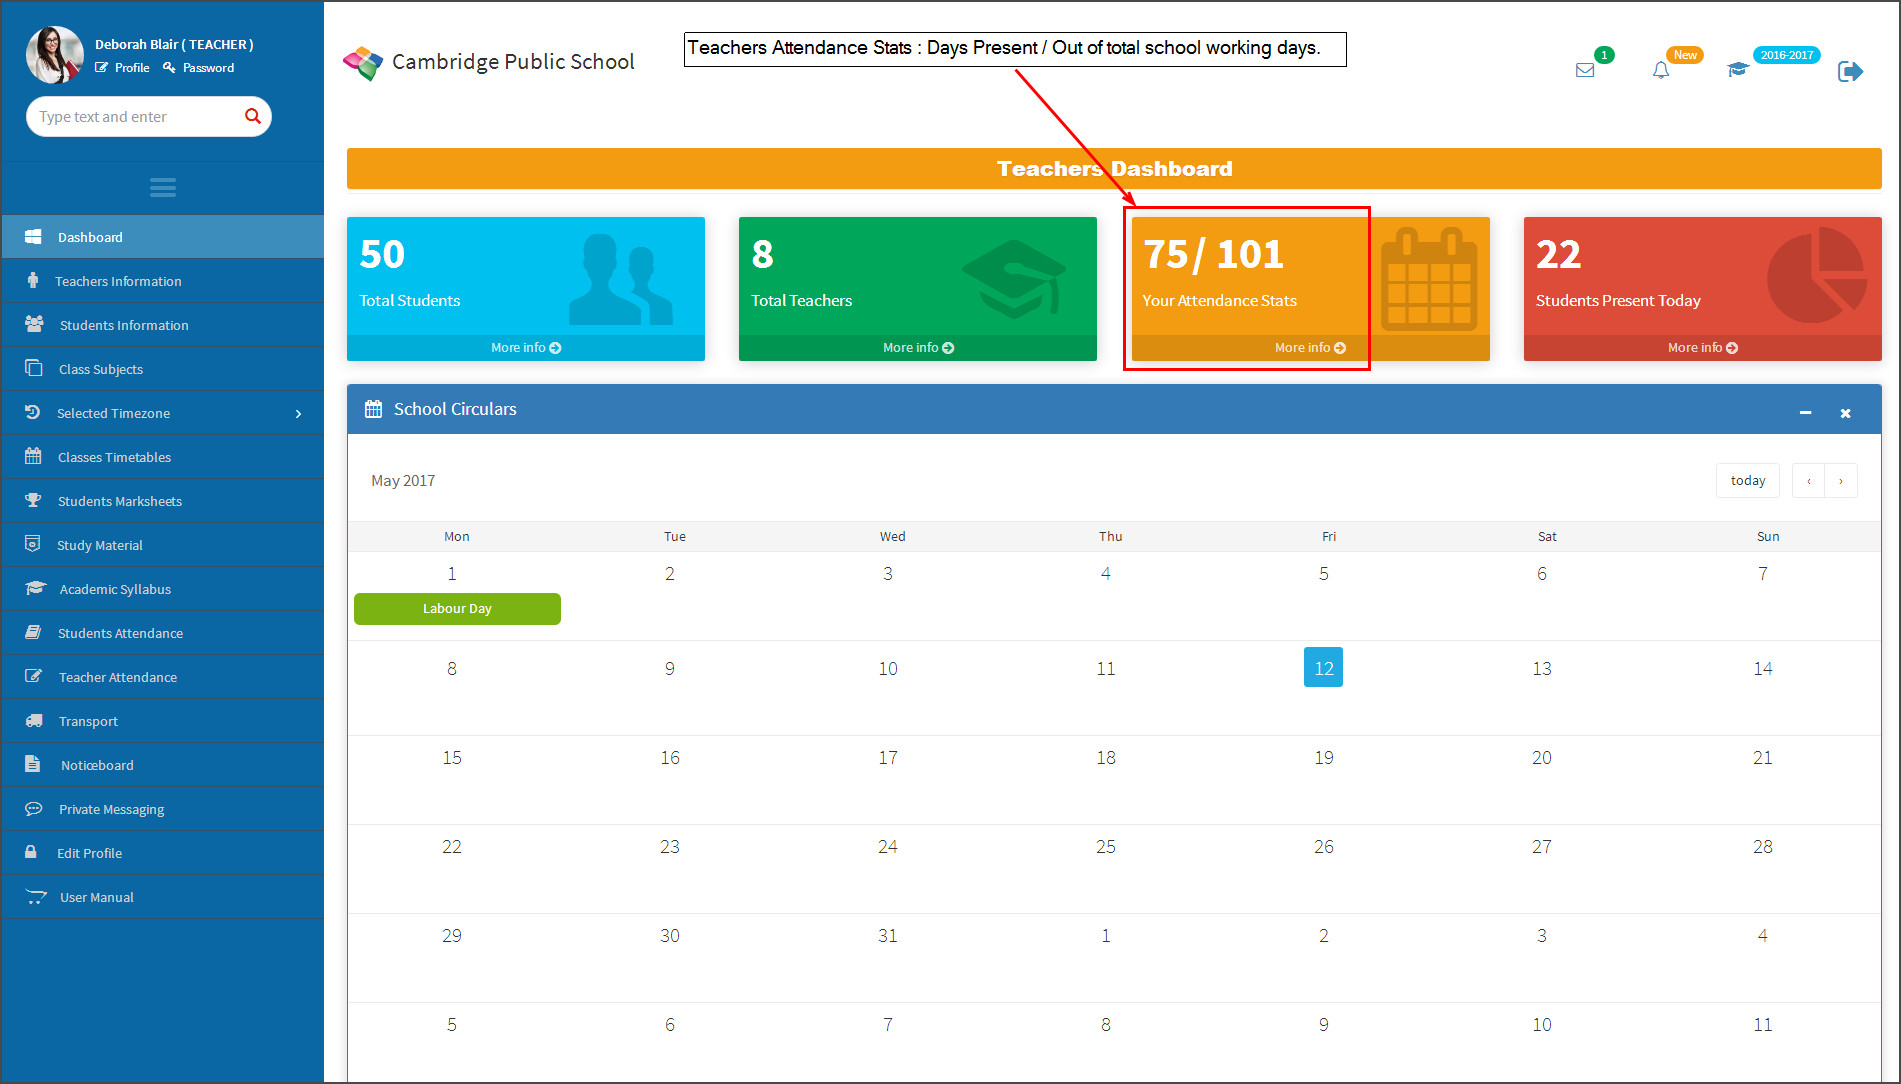 Deborah Blair ( TEACHER )
Profile Password
Type text and enter
Dashboard
Teachers Information
Students Information
Class Subjects
Selected Timezone
Classes Timetables
Students Marksheets
Study Material
Academic Syllabus
Students Attendance
Teacher Attendance
Transport
Noticeboard
Private Messaging
Edit Profile
User Manual
Cambridge Public School
Teachers Attendance Stats : Days Present / Out of total school working days.
1
New
2016-2017
Teachers Dashboard
50
Total Students
More info
8
Total Teachers
More info
75/ 101
Your Attendance Stats
More info
22
Students Present Today
More info
School Circulars
May 2017
today ‹ ›
Mon Tue Wed Thu Fri Sat Sun
1 2 3 4 5 6 7
Labour Day
8 9 10 11 12 13 14
15 16 17 18 19 20 21
22 23 24 25 26 27 28
29 30 31 1 2 3 4
5 6 7 8 9 10 11